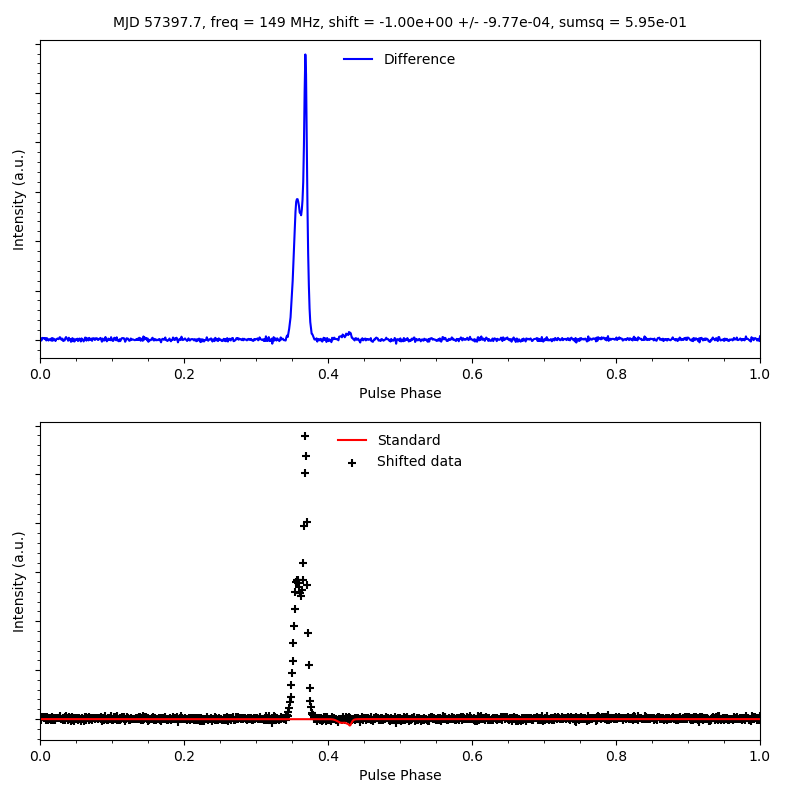 MJD 57397.7, freq = 149 MHz, shift = -1.00e+00 +/- -9.77e-04, sumsq = 5.95e-01
Difference
Intensity (a.u.)
0.0 0.2 0.4 0.6 0.8 1.0
Pulse Phase
Standard
Shifted data
Intensity (a.u.)
0.0 0.2 0.4 0.6 0.8 1.0
Pulse Phase